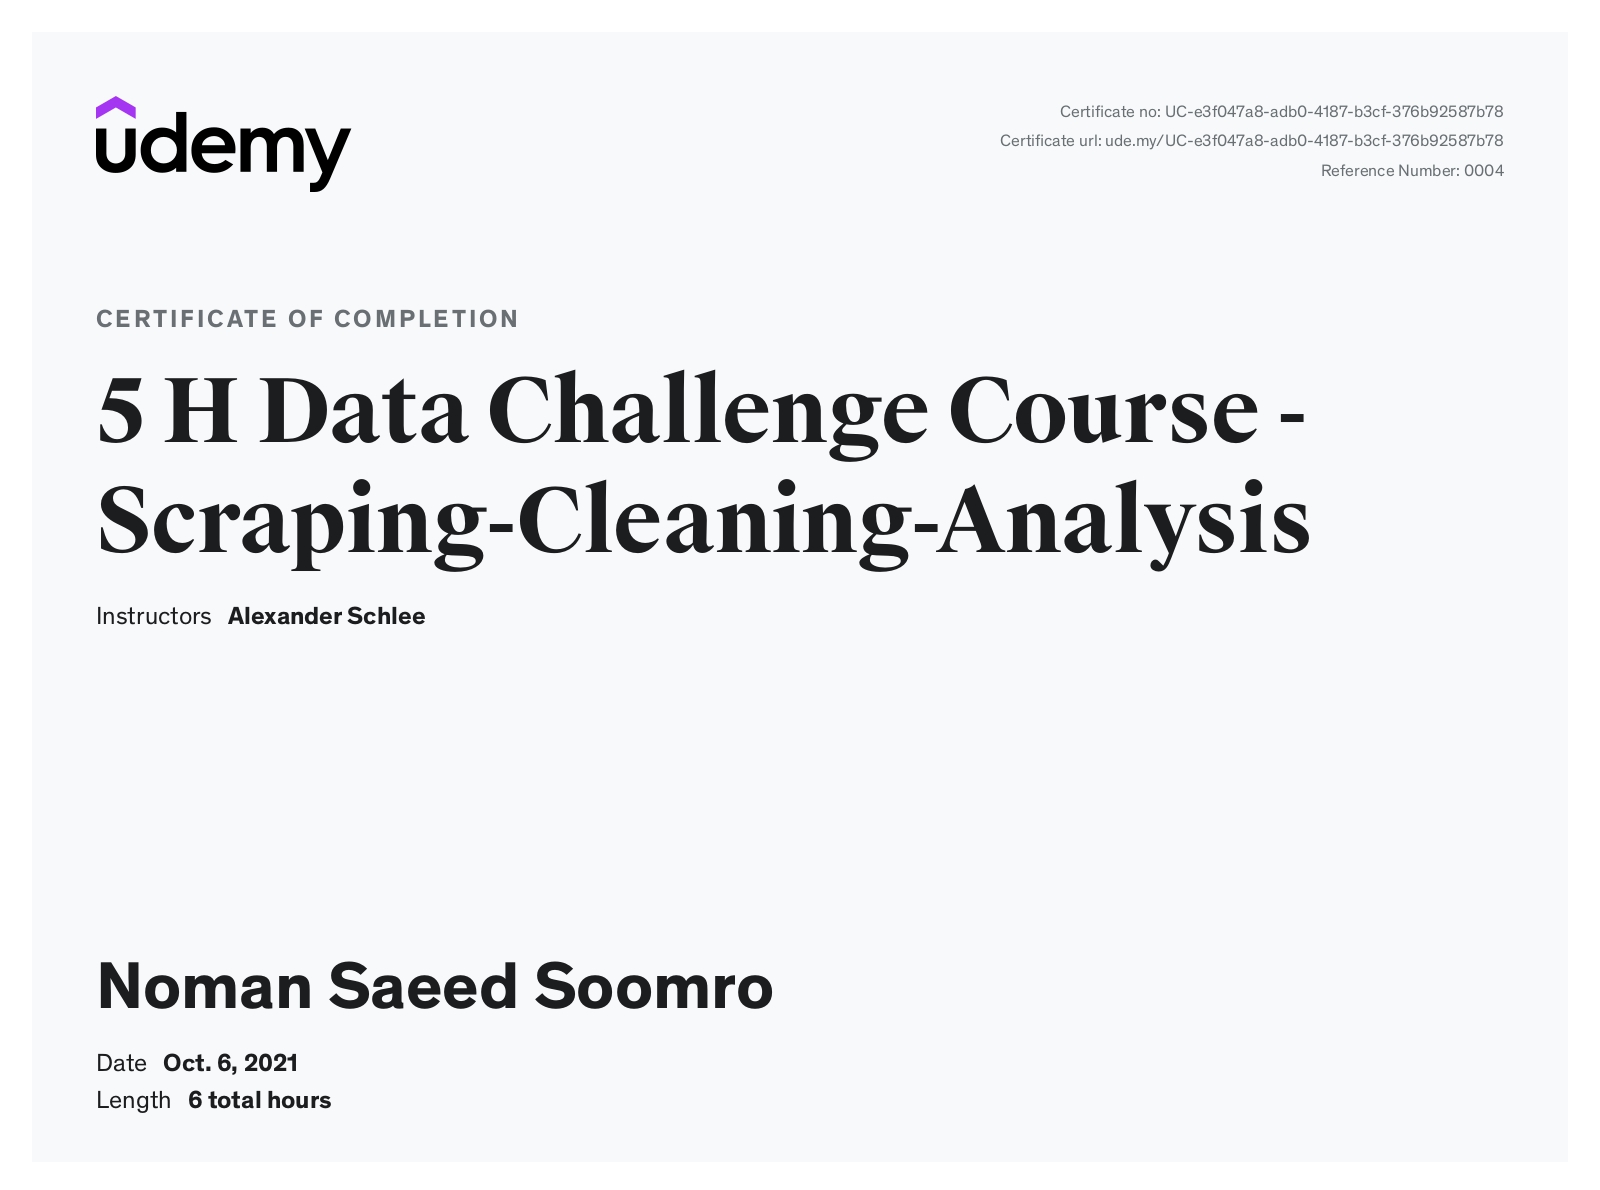 udemy
Certificate no: UC-e3f047a8-adb0-4187-b3cf-376b92587b78
Certificate url: ude.my/UC-e3f047a8-adb0-4187-b3cf-376b92587b78
Reference Number: 0004
CERTIFICATE OF COMPLETION
5 H Data Challenge Course -
Scraping-Cleaning-Analysis
Instructors Alexander Schlee
Noman Saeed Soomro
Date Oct. 6, 2021
Length 6 total hours